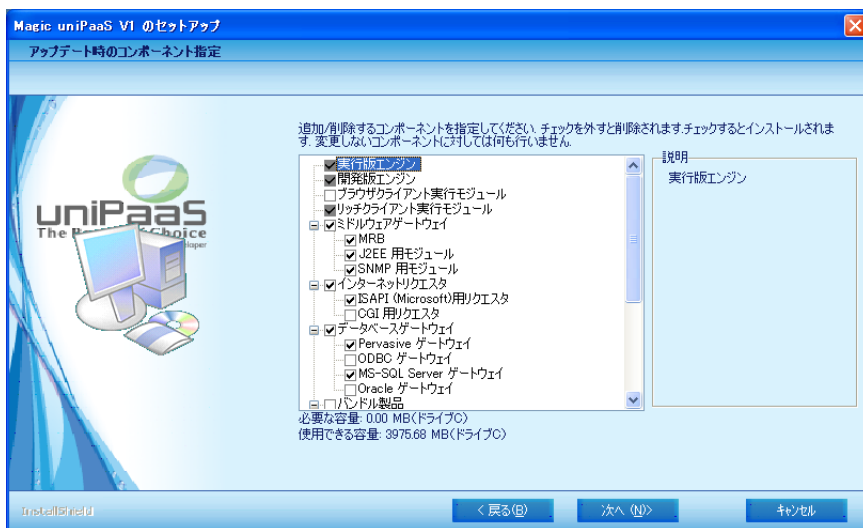 Magic uniPaaS V1 のセットアップ
アップデート時のコンポーネント指定
追加/削除するコンポーネントを指定してください. チェックを外すと削除されます.チェックするとインストールされま
す. 変更しないコンポーネントに対しては何も行いません.
実行版エンジン
開発版エンジン
ブラウザクライアント実行モジュール
リッチクライアント実行モジュール
ミドルウェアゲートウェイ
MRB
J2EE 用モジュール
SNMP 用モジュール
インターネットリクエスタ
ISAPI (Microsoft)用リクエスタ
CGI 用リクエスタ
データベースゲートウェイ
Pervasive ゲートウェイ
ODBC ゲートウェイ
MS-SQL Server ゲートウェイ
Oracle ゲートウェイ
バンドル製品
説明
実行版エンジン
uniPaaS
The
Choice
必要な容量: 0.00 MB(ドライブC)
使用できる容量: 3975.68 MB(ドライブC)
InstallShield
< 戻る(B)
次へ (N)>
キャンセル